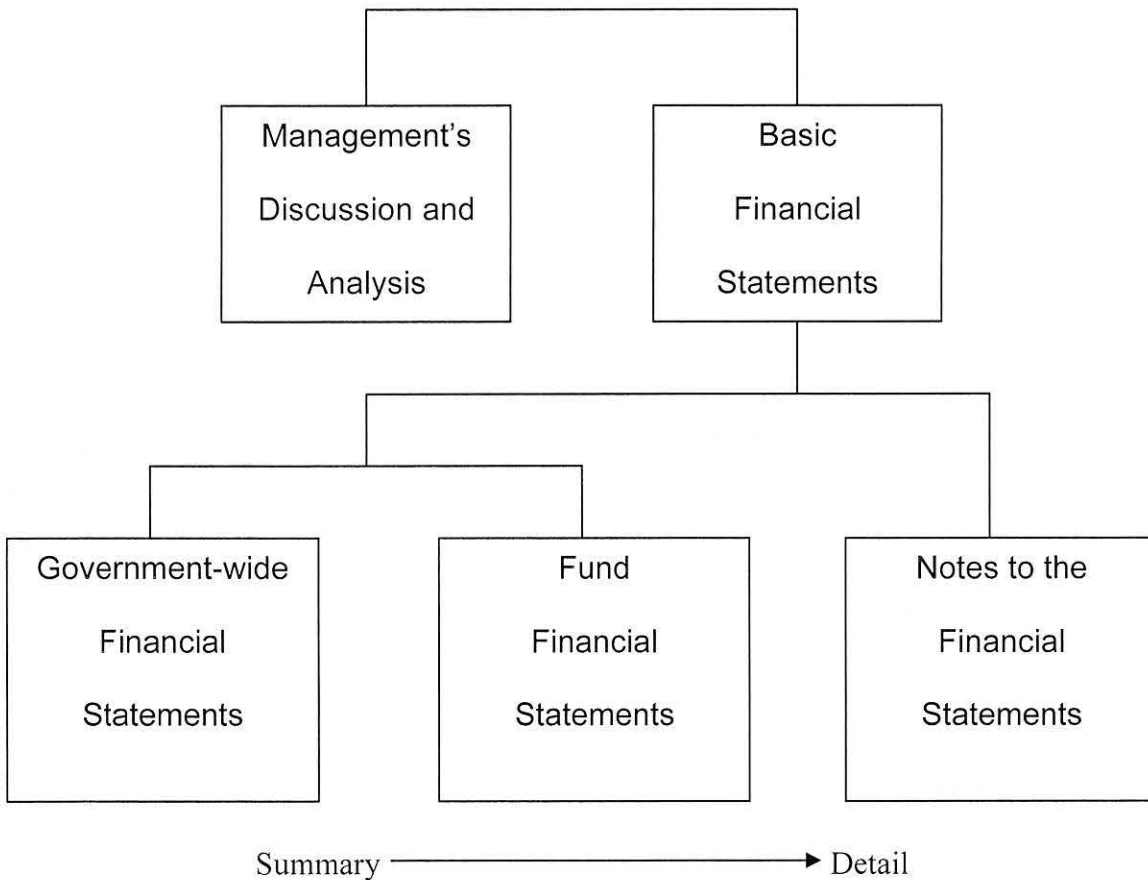 Management's
Discussion and
Analysis
Basic
Financial
Statements
Government-wide
Financial
Statements
Fund
Financial
Statements
Notes to the
Financial
Statements
Summary
Detail